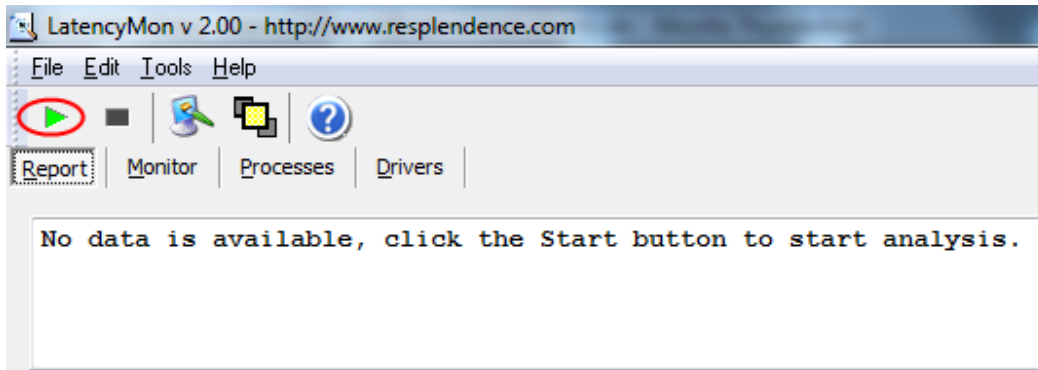 LatencyMon v 2.00 - http://www.resplendence.com
File Edit Tools Help
Report Monitor Processes Drivers
No data is available, click the Start button to start analysis.